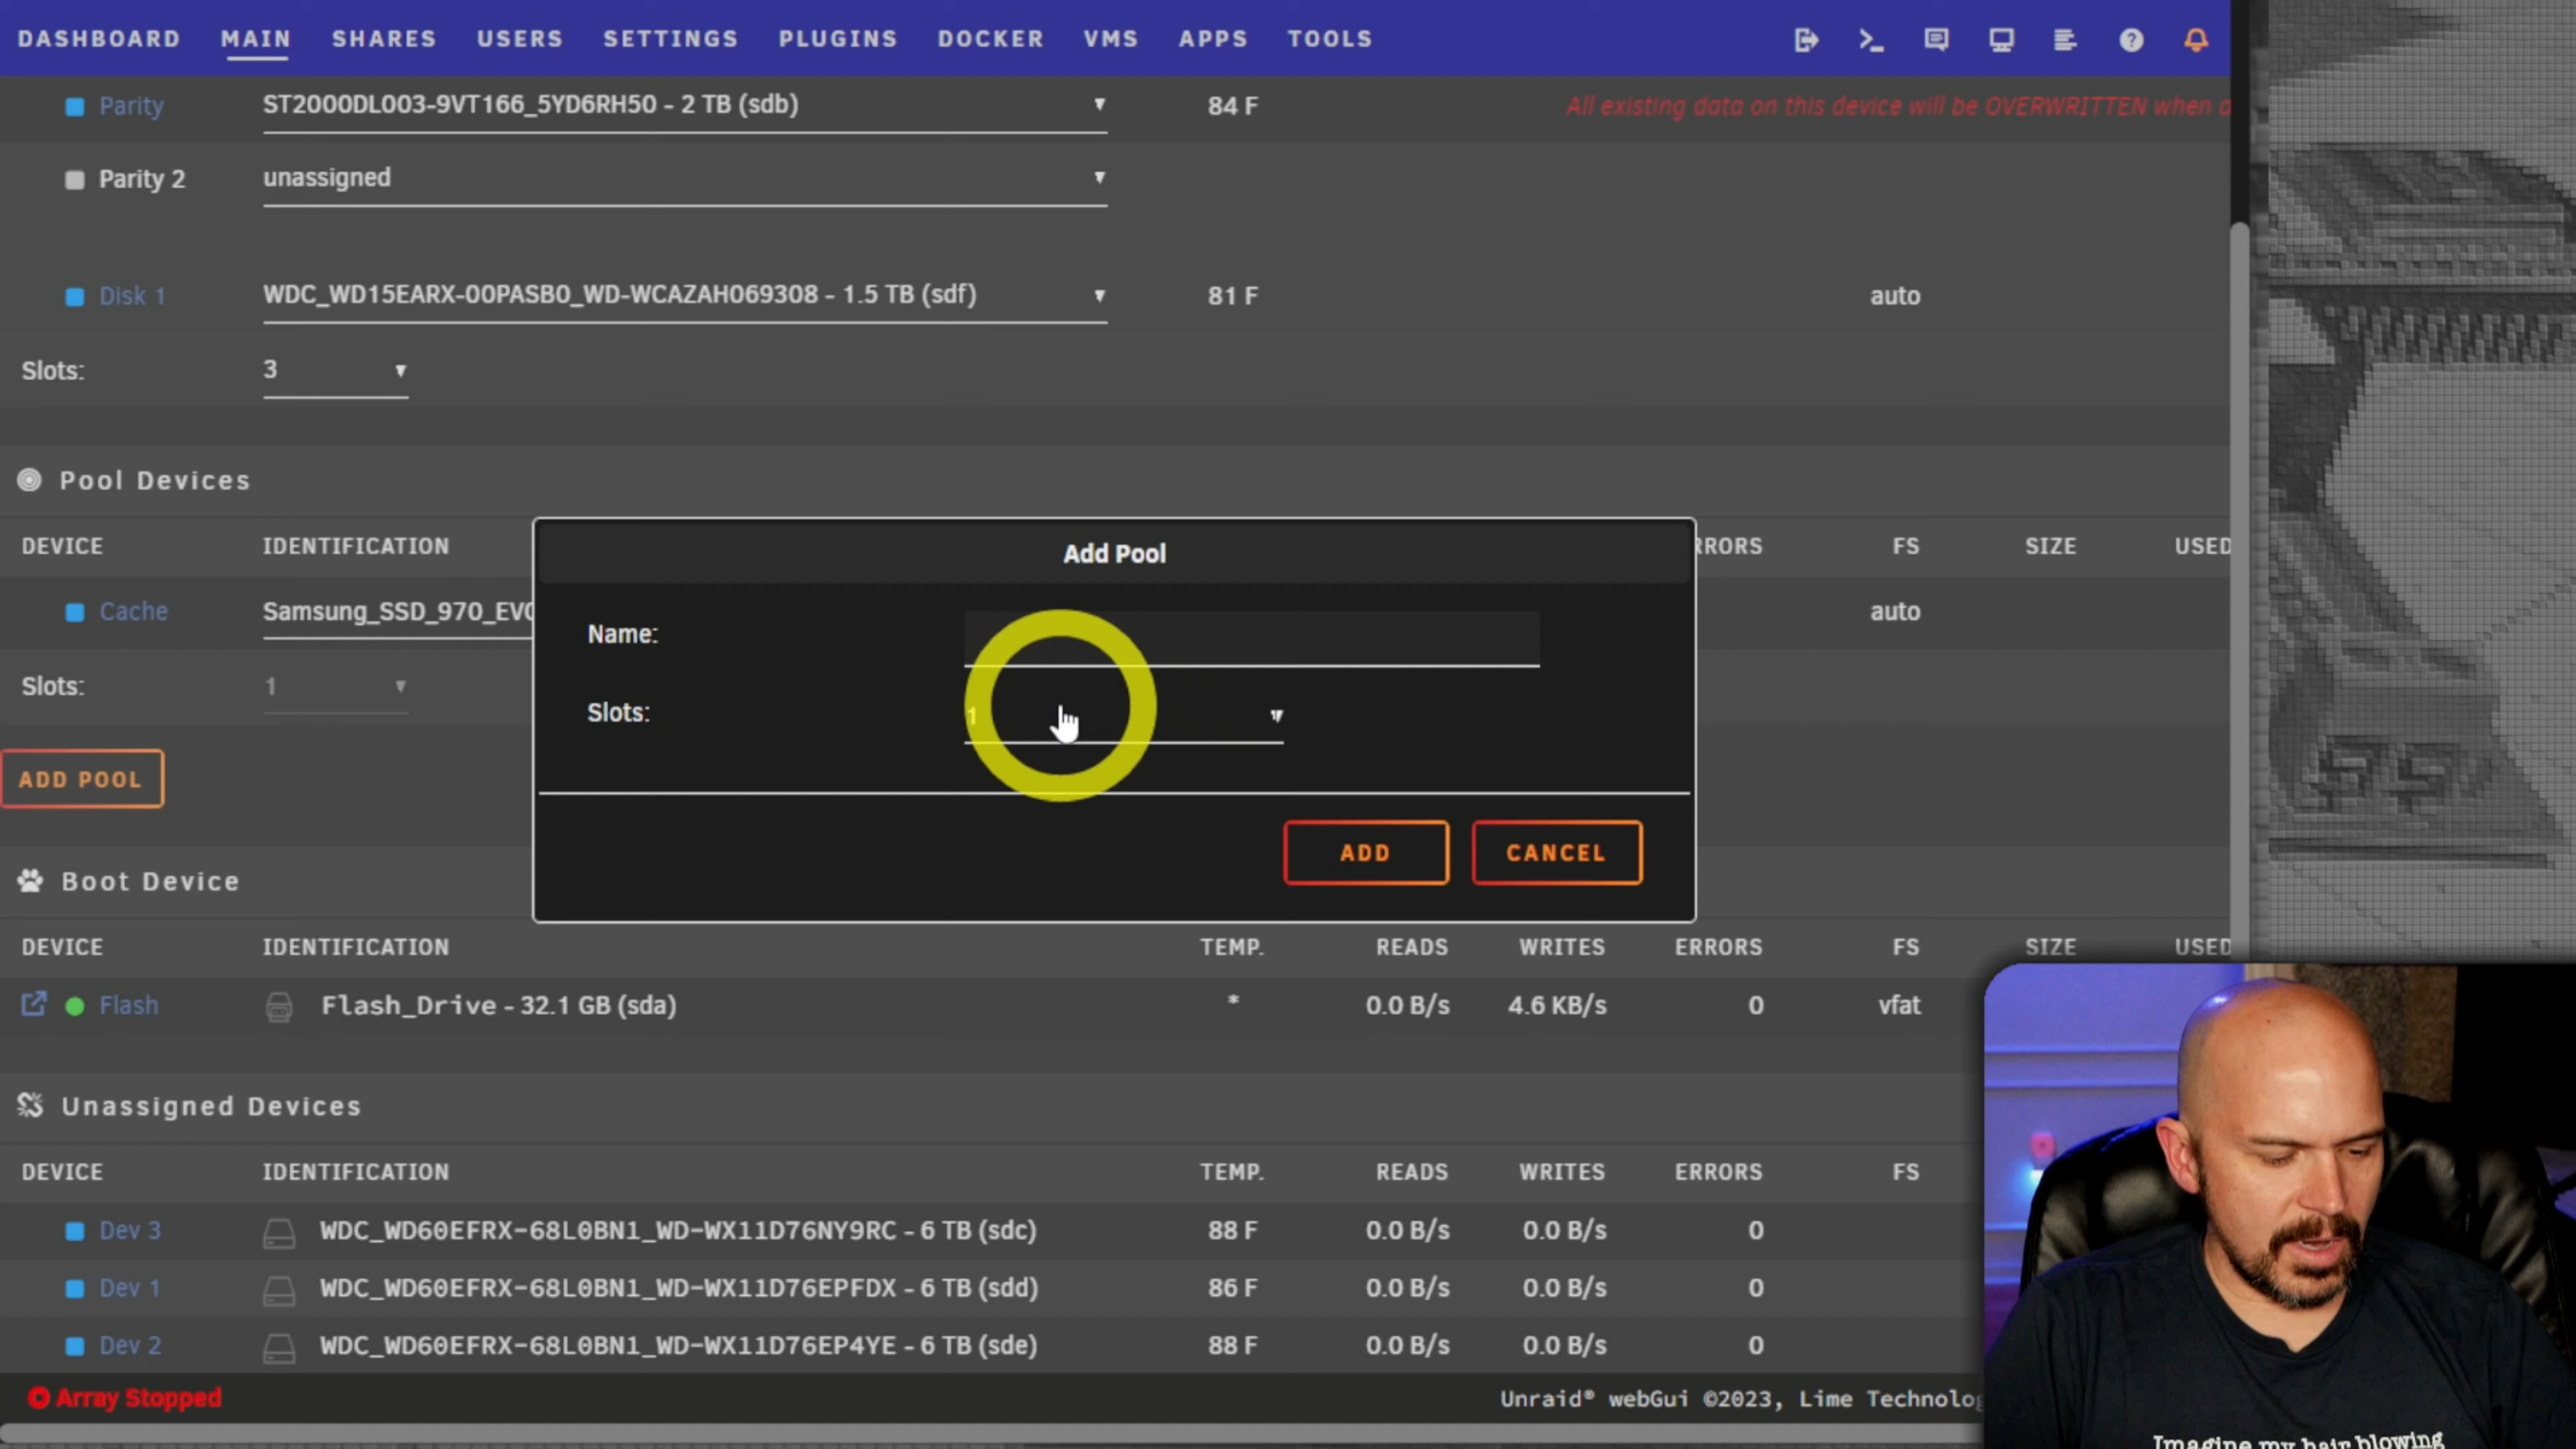 DASHBOARD MAIN SHARES USERS SETTINGS PLUGINS DOCKER VMS APPS TOOLS
Parity ST2000DL003-9VT166_5YD6RH50 - 2 TB (sdb) 84 F All existing data on this device will be OVERWRITTEN when
Parity 2 unassigned
Disk 1 WDC_WD15EARX-00PASB0_WD-WCAZAH069308 - 1.5 TB (sdf) 81 F auto
Slots: 3
Pool Devices
DEVICE IDENTIFICATION RRORS FS SIZE USED
Cache Samsung_SSD_970_EVO auto
Slots: 1
ADD POOL
Add Pool
Name:
Slots: 1
ADD CANCEL
Boot Device
DEVICE IDENTIFICATION TEMP. READS WRITES ERRORS FS SIZE USED
Flash Flash_Drive - 32.1 GB (sda) * 0.0 B/s 4.6 KB/s 0 vfat
Unassigned Devices
DEVICE IDENTIFICATION TEMP. READS WRITES ERRORS FS
Dev 3 WDC_WD60EFRX-68L0BN1_WD-WX11D76NY9RC - 6 TB (sdc) 88 F 0.0 B/s 0.0 B/s 0
Dev 1 WDC_WD60EFRX-68L0BN1_WD-WX11D76EPFDX - 6 TB (sdd) 86 F 0.0 B/s 0.0 B/s 0
Dev 2 WDC_WD60EFRX-68L0BN1_WD-WX11D76EP4YE - 6 TB (sde) 88 F 0.0 B/s 0.0 B/s 0
Array Stopped Unraid® webGui ©2023, Lime Technolog
Imagine my hair blowing